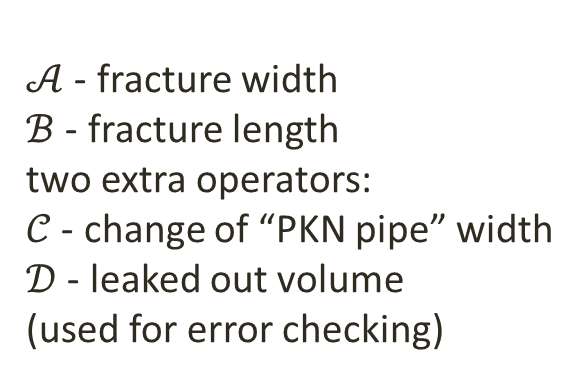 𝒜 - fracture width
ℬ - fracture length
two extra operators:
𝒞 - change of “PKN pipe” width
𝒟 - leaked out volume
(used for error checking)